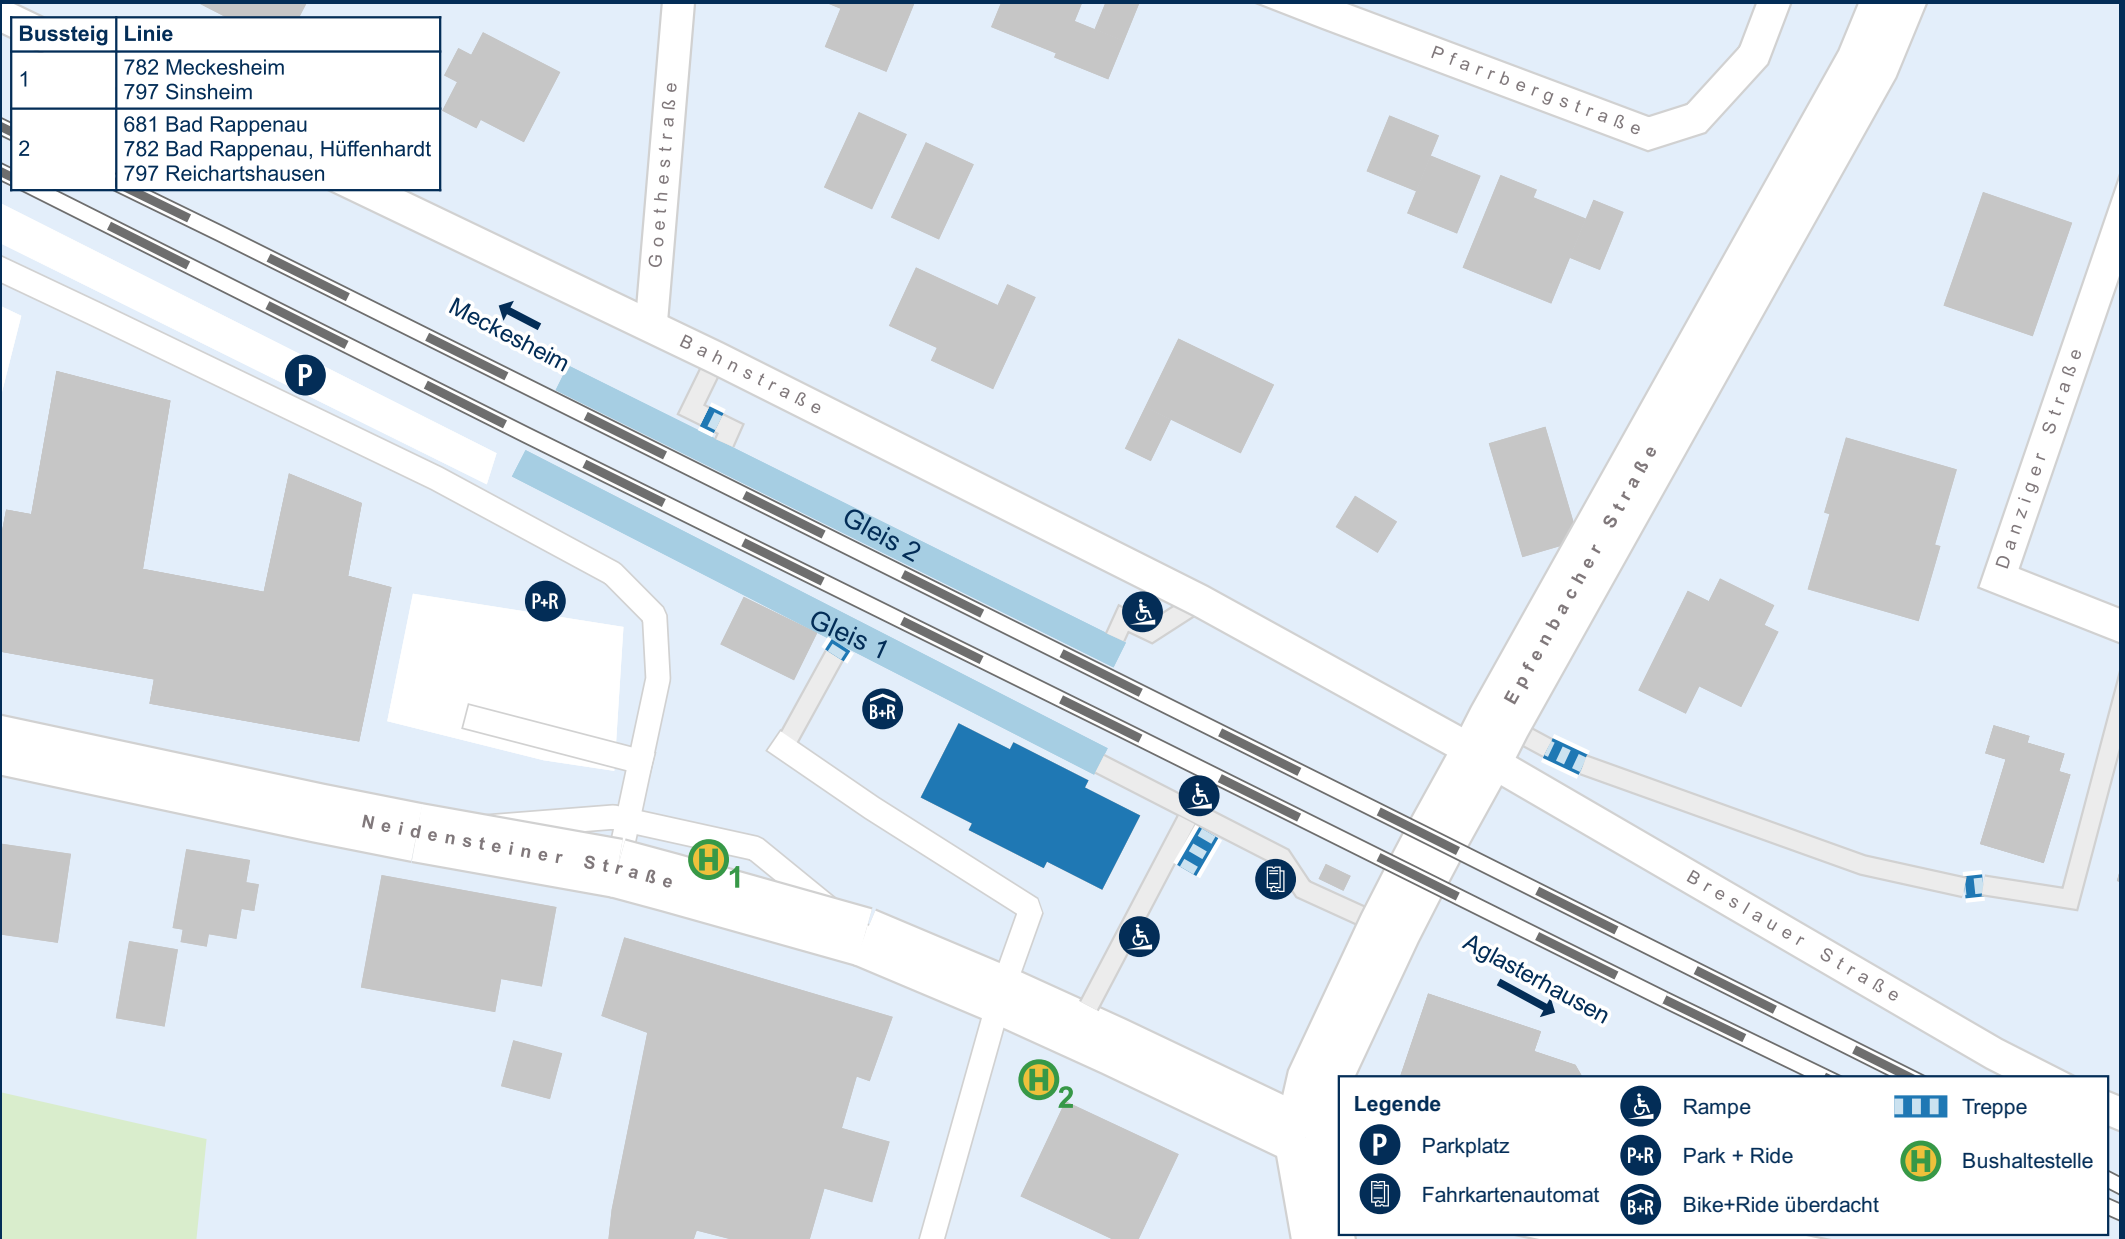 Bussteig Linie
1
782 Meckesheim
797 Sinsheim
2
681 Bad Rappenau
782 Bad Rappenau, Hüffenhardt
797 Reichartshausen
Pfarrbergstraße
Goethestraße
Meckesheim
Bahnstraße
P
Danziger Straße
Epfenbacher Straße
Gleis 2
P+R
Gleis 1
B+R
Neidensteiner Straße
H 1
Breslauer Straße
Aglasterhausen
H 2
Legende
P Parkplatz
Fahrkartenautomat
Rampe
P+R Park + Ride
B+R Bike+Ride überdacht
Treppe
H Bushaltestelle